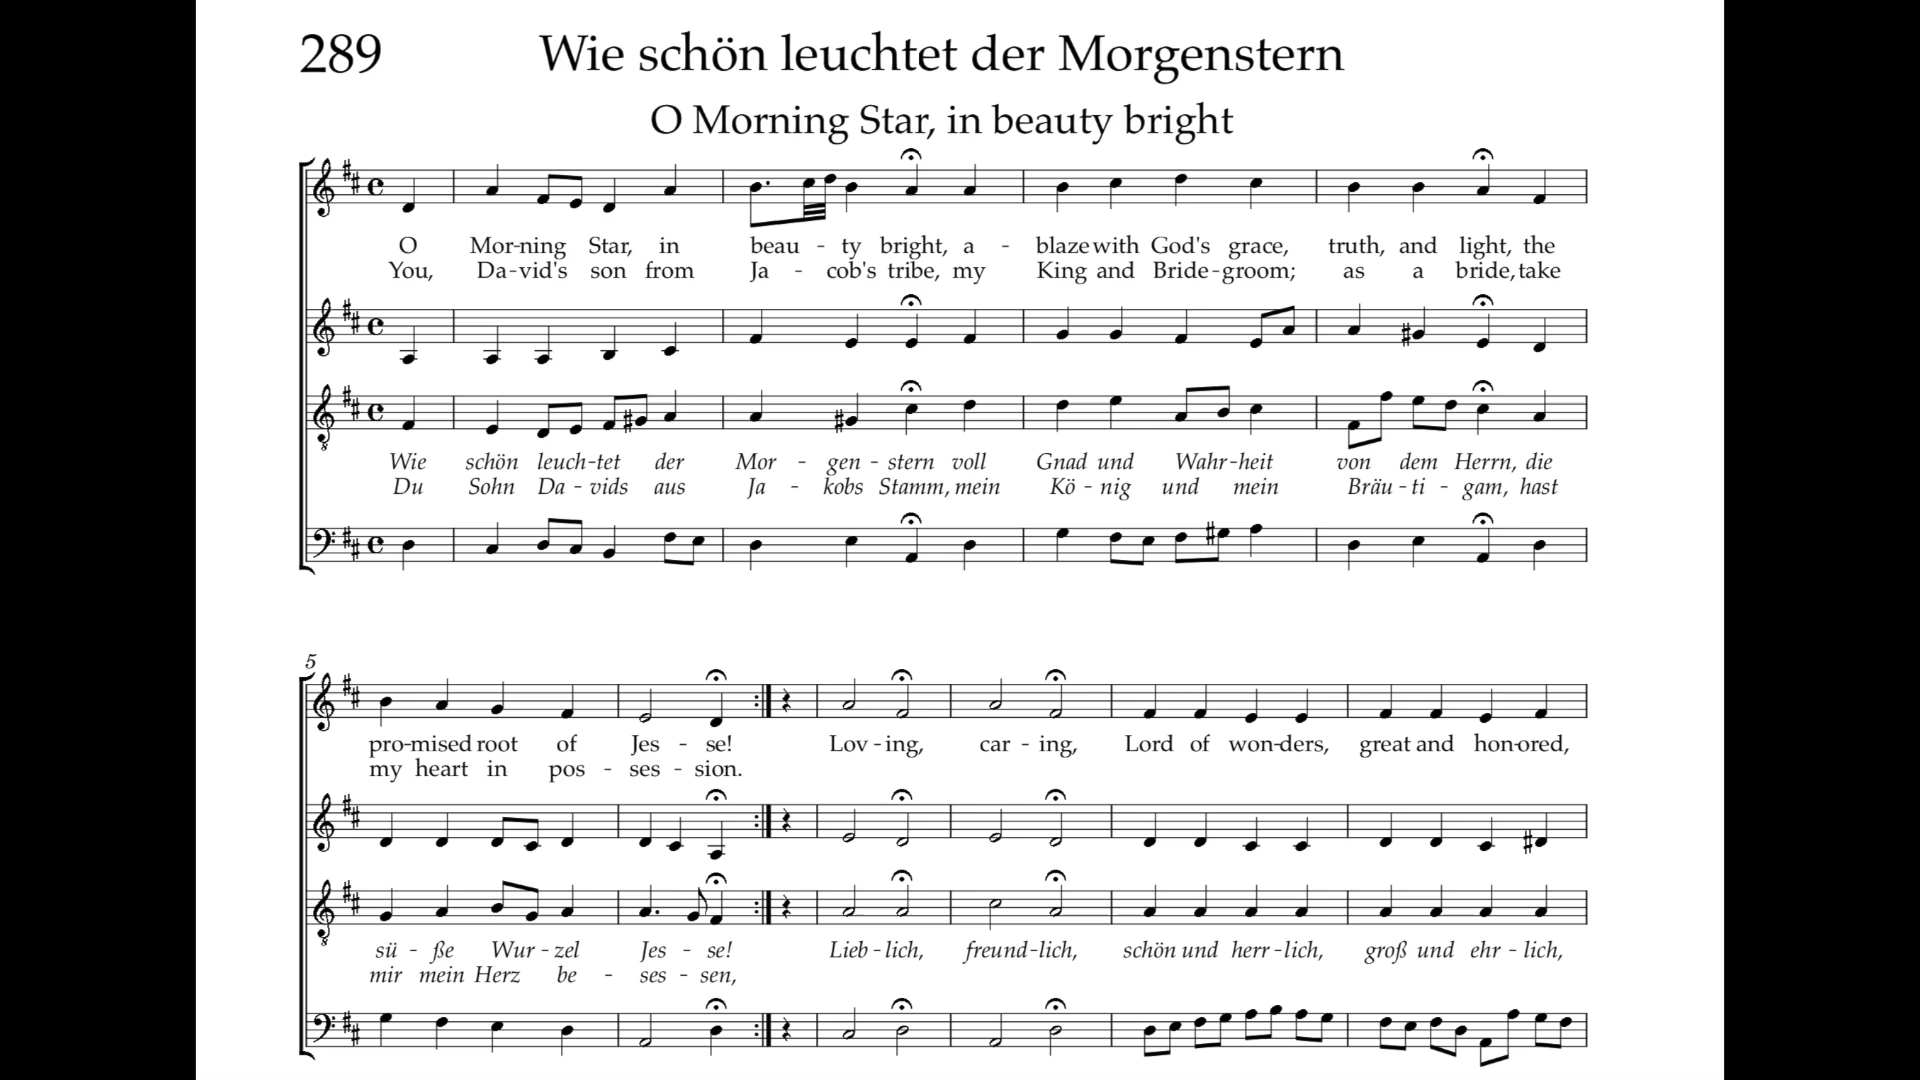 289
Wie schön leuchtet der Morgenstern
O Morning Star, in beauty bright
O Mor-ning Star, in beau - ty bright, a - blaze with God's grace, truth, and light, the
You, Da-vid's son from Ja - cob's tribe, my King and Bride-groom; as a bride, take
Wie schön leuch-tet der Mor - gen - stern voll Gnad und Wahr-heit von dem Herrn, die
Du Sohn Da - vids aus Ja - kobs Stamm, mein Kö - nig und mein Bräu - ti - gam, hast
5
pro-mised root of Jes - se! Lov - ing, car - ing, Lord of won-ders, great and hon-ored,
my heart in pos - ses - sion.
sü - ße Wur - zel Jes - se! Lieb - lich, freund-lich, schön und herr - lich, groß und ehr - lich,
mir mein Herz be - ses - sen,